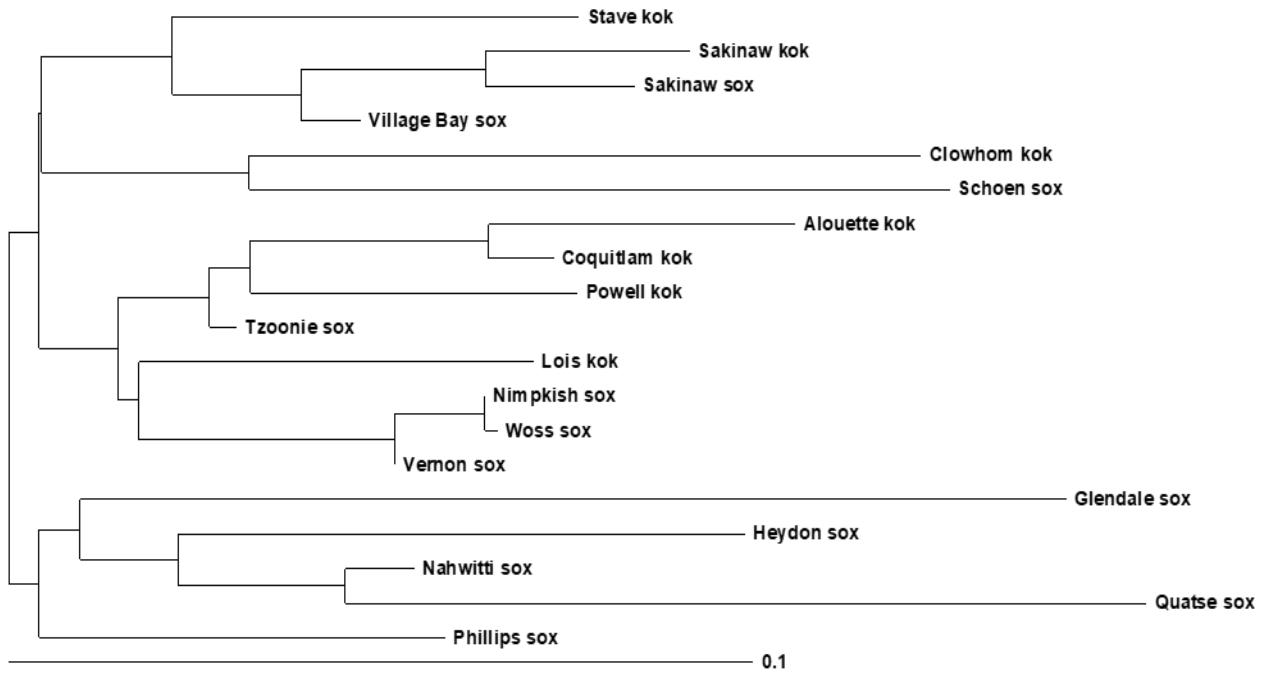 Stave kok
Sakinaw kok
Sakinaw sox
Village Bay sox
Clowhom kok
Schoen sox
Alouette kok
Coquitlam kok
Powell kok
Tzoonie sox
Lois kok
Nimpkish sox
Woss sox
Vernon sox
Glendale sox
Heydon sox
Nahwitti sox
Quatse sox
Phillips sox
0.1